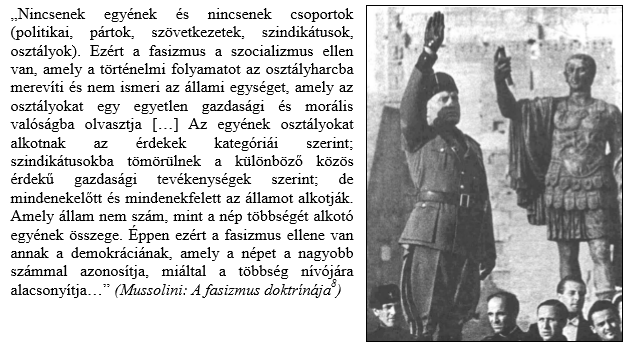 „Nincsenek egyének és nincsenek csoportok
(politikai, pártok, szövetkezetek, szindikátusok,
osztályok). Ezért a fasizmus a szocializmus ellen
van, amely a történelmi folyamatot az osztályharcba
merevíti és nem ismeri az állami egységet, amely az
osztályokat egy egyetlen gazdasági és morális
valóságba olvasztja […] Az egyének osztályokat
alkotnak az érdekek kategóriái szerint;
szindikátusokba tömörülnek a különböző közös
érdekű gazdasági tevékenységek szerint; de
mindenekelőtt és mindenekfelett az államot alkotják.
Amely állam nem szám, mint a nép többségét alkotó
egyének összege. Éppen ezért a fasizmus ellene van
annak a demokráciának, amely a népet a nagyobb
számmal azonosítja, miáltal a többség nívójára
alacsonyítja…” (Mussolini: A fasizmus doktrínája8)